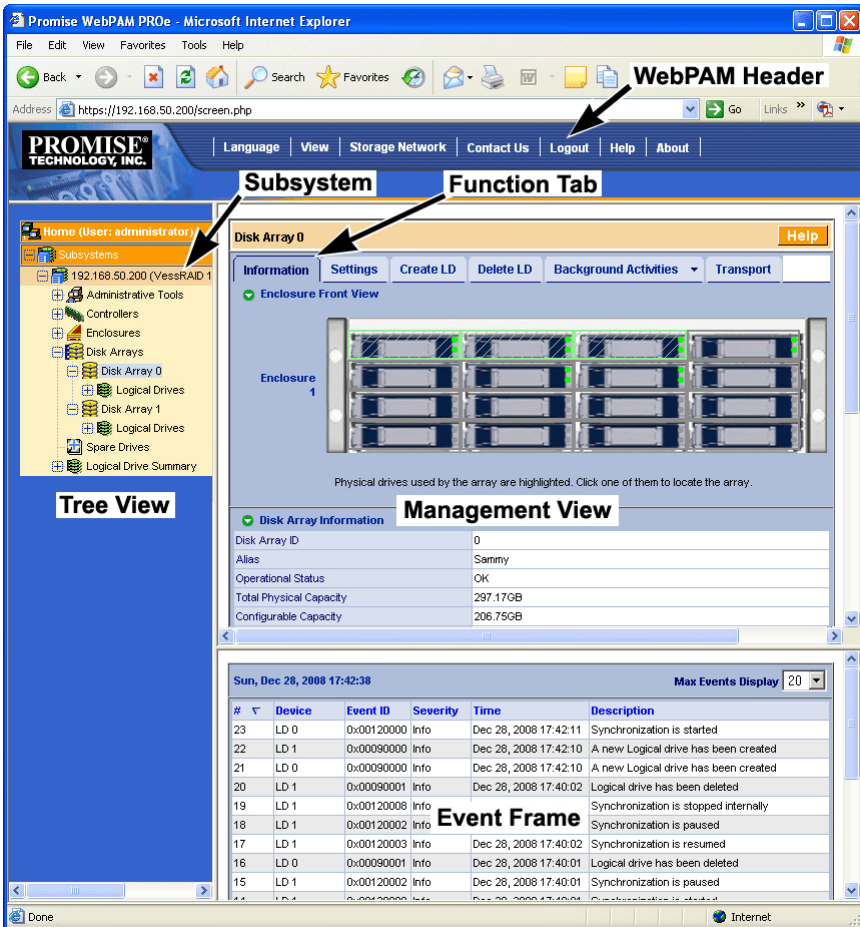 Promise WebPAM PROe - Microsoft Internet Explorer
File Edit View Favorites Tools Help
Back Search Favorites
WebPAM Header
Address https://192.168.50.200/screen.php Go Links »
PROMISE®
TECHNOLOGY, INC.
Language | View | Storage Network | Contact Us | Logout | Help | About |
Subsystem
Function Tab
Home (User: administrator)
Subsystems
192.168.50.200 (VessRAID 1
Administrative Tools
Controllers
Enclosures
Disk Arrays
Disk Array 0
Logical Drives
Disk Array 1
Logical Drives
Spare Drives
Logical Drive Summary
Tree View
Disk Array 0 Help
Information Settings Create LD Delete LD Background Activities Transport
Enclosure Front View
Enclosure
1
Physical drives used by the array are highlighted. Click one of them to locate the array.
Management View
Disk Array Information
Disk Array ID 0
Alias Sammy
Operational Status OK
Total Physical Capacity 297.17GB
Configurable Capacity 206.75GB
Sun, Dec 28, 2008 17:42:38 Max Events Display 20
# Device Event ID Severity Time Description
23 LD 0 0x00120000 Info Dec 28, 2008 17:42:11 Synchronization is started
22 LD 1 0x00090000 Info Dec 28, 2008 17:42:10 A new Logical drive has been created
21 LD 0 0x00090000 Info Dec 28, 2008 17:42:10 A new Logical drive has been created
20 LD 1 0x00090001 Info Dec 28, 2008 17:40:02 Logical drive has been deleted
19 LD 1 0x00120008 Info Synchronization is stopped internally
Event Frame
18 LD 1 0x00120002 Info Synchronization is paused
17 LD 1 0x00120003 Info Dec 28, 2008 17:40:02 Synchronization is resumed
16 LD 0 0x00090001 Info Dec 28, 2008 17:40:01 Logical drive has been deleted
15 LD 1 0x00120002 Info Dec 28, 2008 17:40:01 Synchronization is paused
Done Internet